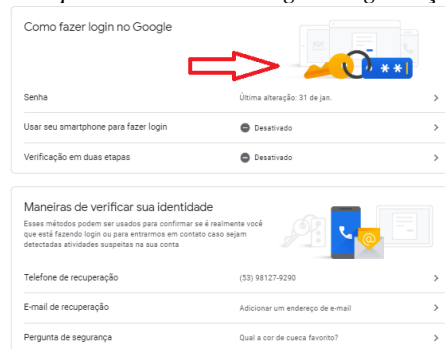 Como fazer login no Google
**
Senha
Última alteração: 31 de jan.
Usar seu smartphone para fazer login
Desativado
Verificação em duas etapas
Desativado
Maneiras de verificar sua identidade
Esses métodos podem ser usados para confirmar se é realmente você
que está fazendo login ou para entrarmos em contato caso sejam
detectadas atividades suspeitas na sua conta
Telefone de recuperação
(53) 98127-9290
E-mail de recuperação
Adicionar um endereço de e-mail
Pergunta de segurança
Qual a cor de cueca favorito?